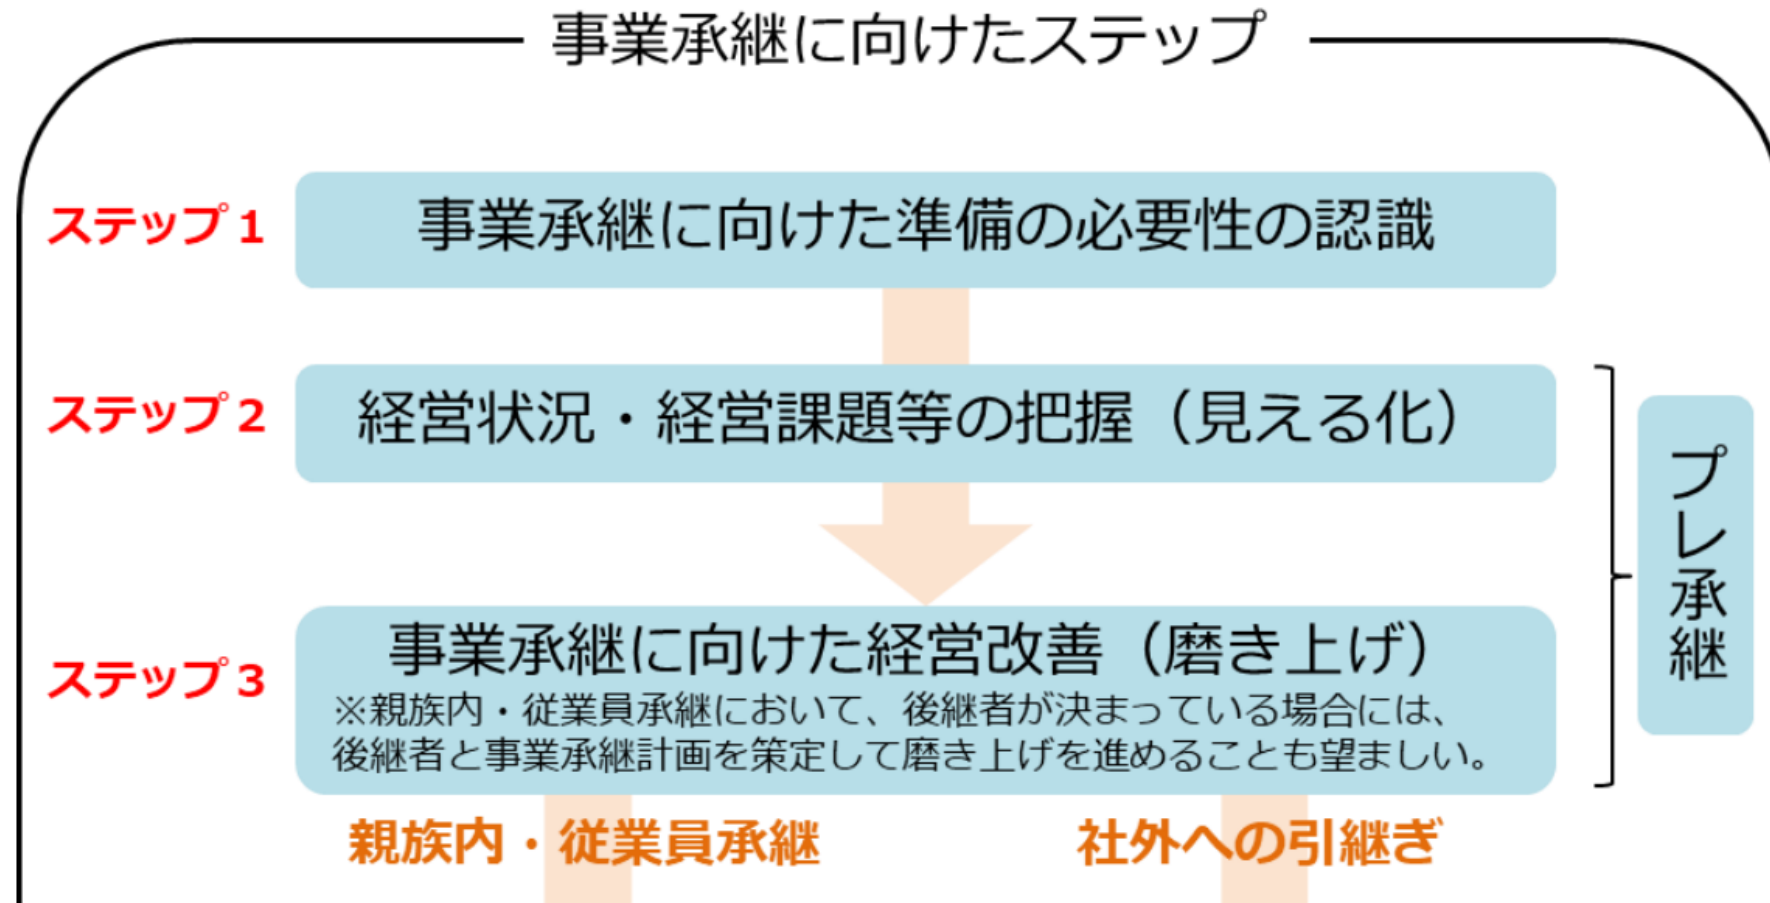 事業承継に向けたステップ
ステップ１
事業承継に向けた準備の必要性の認識
ステップ２
経営状況・経営課題等の把握（見える化）
プレ承継
ステップ３
事業承継に向けた経営改善（磨き上げ）
※親族内・従業員承継において、後継者が決まっている場合には、
後継者と事業承継計画を策定して磨き上げを進めることも望ましい。
親族内・従業員承継
社外への引継ぎ